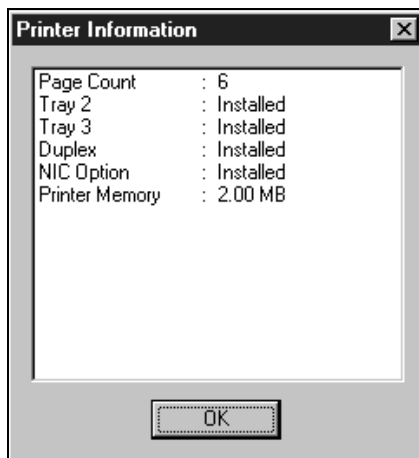 Printer Information
Page Count : 6
Tray 2 : Installed
Tray 3 : Installed
Duplex : Installed
NIC Option : Installed
Printer Memory : 2.00 MB
OK